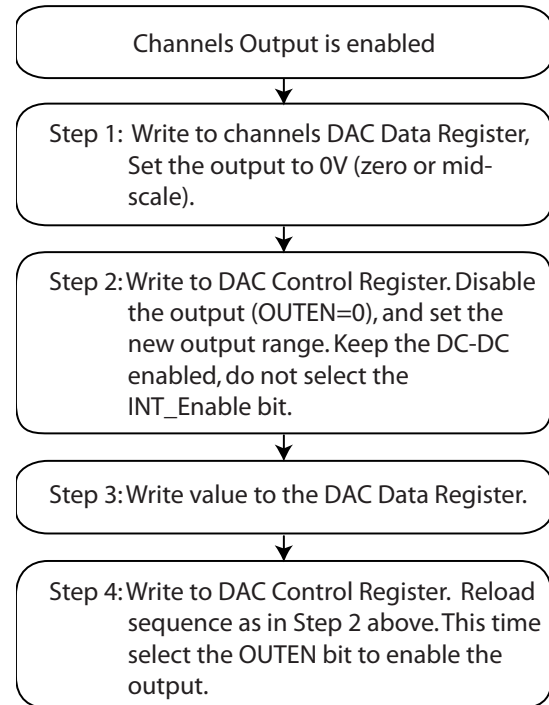 Channels Output is enabled
Step 1: Write to channels DAC Data Register,
Set the output to 0V (zero or mid-
scale).
Step 2: Write to DAC Control Register. Disable
the output (OUTEN=0), and set the
new output range. Keep the DC-DC
enabled, do not select the
INT_Enable bit.
Step 3: Write value to the DAC Data Register.
Step 4: Write to DAC Control Register. Reload
sequence as in Step 2 above. This time
select the OUTEN bit to enable the
output.